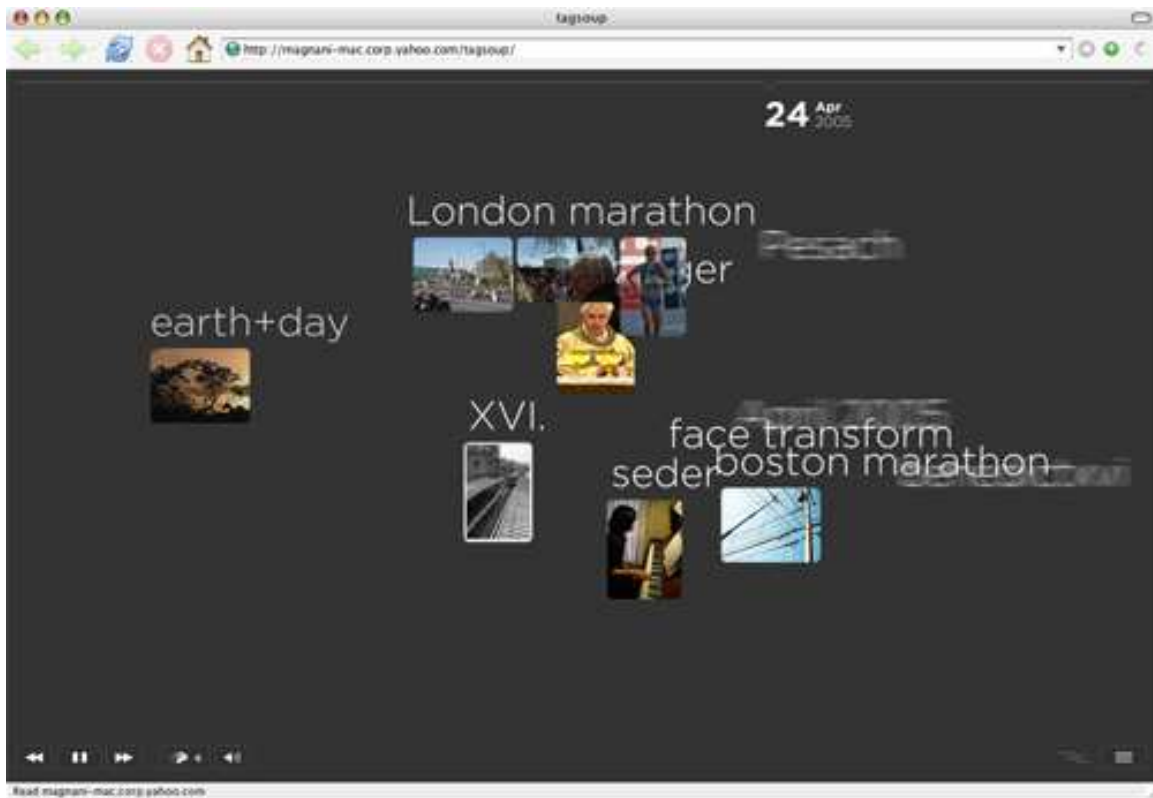 tagsoup
http://magnani-mac.corp.yahoo.com/tagsoup/
24 Apr
2005
London marathon
Pesach
ger
earth+day
XVI.
face transform
boston marathon
seder
Read magnani-mac.corp.yahoo.com